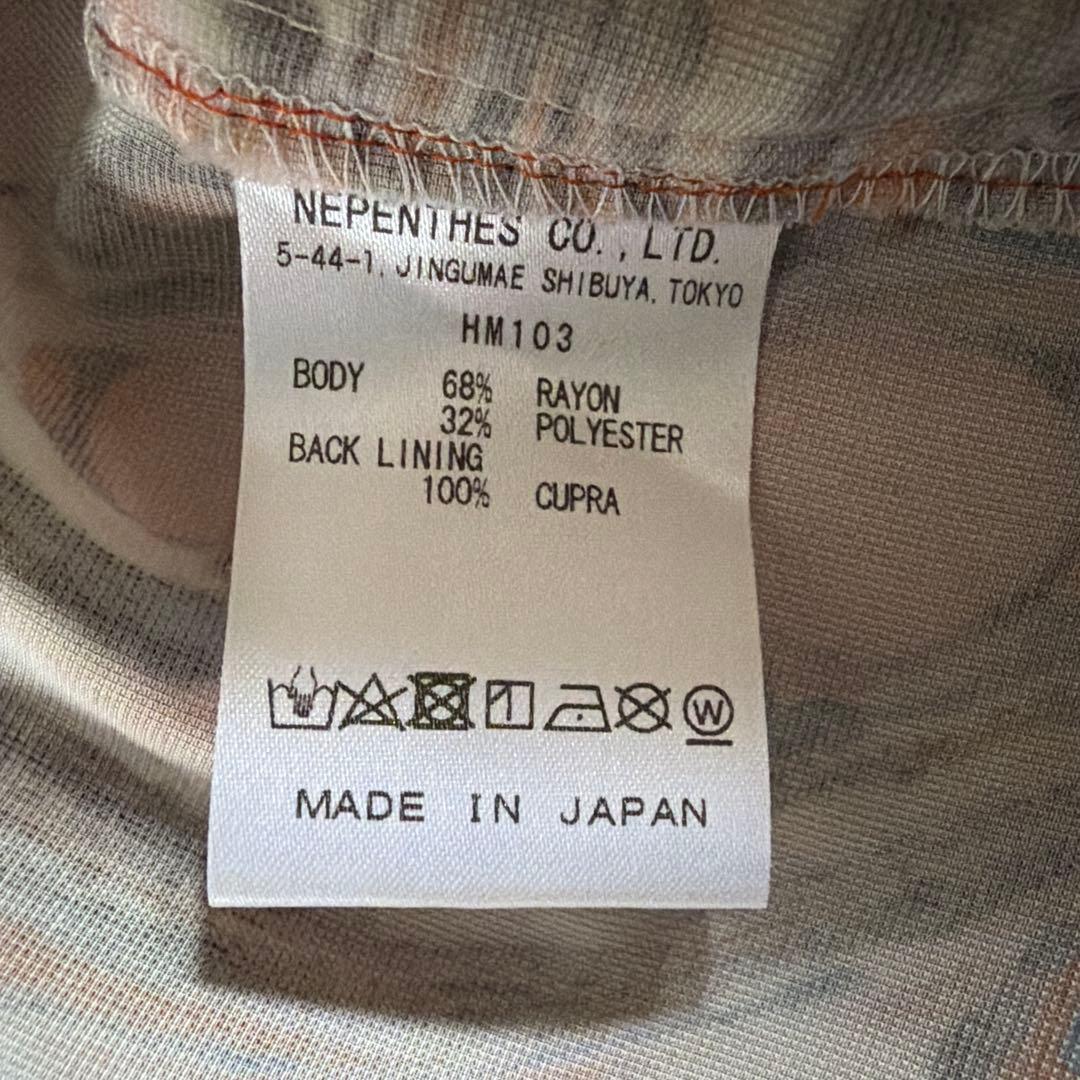 NEPENTHES CO.,LTD.
5-44-1, JINGUMAE SHIBUYA, TOKYO
HM103
BODY 68% RAYON
32% POLYESTER
BACK LINING
100% CUPRA
W
MADE IN JAPAN